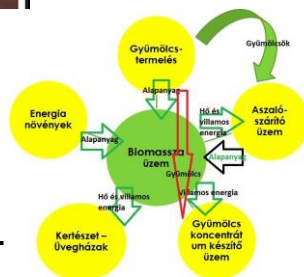 Gyümölcs-
termelés
Gyümölcsök
Alapanyag
Hő és
villamos
energia
Aszaló-
szárító
üzem
Energia
növények
Alapanyag
Biomassza
üzem
Alapanyag
Gyümölcs
Hő és villamos
energia
Villamos energia
Kertészet –
Üvegházak
Gyümölcs
koncentrát
um készítő
üzem